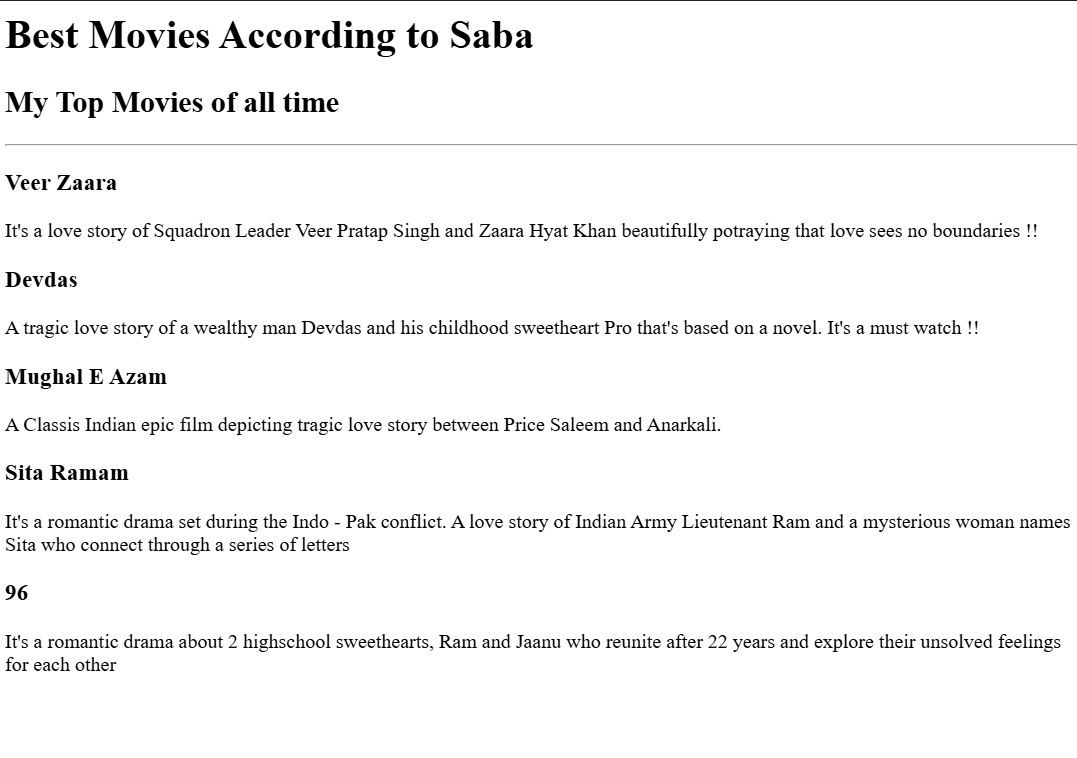 Best Movies According to Saba
My Top Movies of all time
Veer Zaara
It's a love story of Squadron Leader Veer Pratap Singh and Zaara Hyat Khan beautifully potraying that love sees no boundaries !!
Devdas
A tragic love story of a wealthy man Devdas and his childhood sweetheart Pro that's based on a novel. It's a must watch !!
Mughal E Azam
A Classis Indian epic film depicting tragic love story between Price Saleem and Anarkali.
Sita Ramam
It's a romantic drama set during the Indo - Pak conflict. A love story of Indian Army Lieutenant Ram and a mysterious woman names
Sita who connect through a series of letters
96
It's a romantic drama about 2 highschool sweethearts, Ram and Jaanu who reunite after 22 years and explore their unsolved feelings
for each other